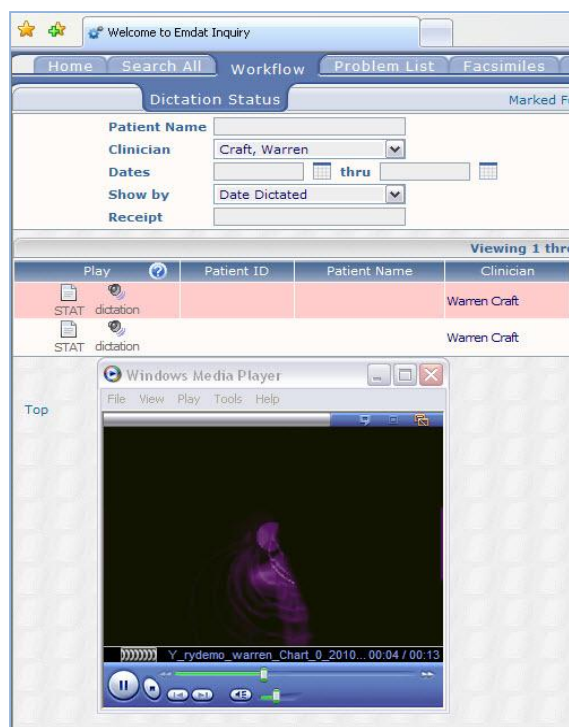 Welcome to Emdat Inquiry
Home Search All Workflow Problem List Facsimiles
Dictation Status Marked F
Patient Name
Clinician Craft, Warren
Dates thru
Show by Date Dictated
Receipt
Viewing 1 thr
Play ? Patient ID Patient Name Clinician
STAT dictation Warren Craft
STAT dictation Warren Craft
Top
Windows Media Player
File View Play Tools Help
Y_rydemo_warren_Chart_0_2010... 00:04 / 00:13